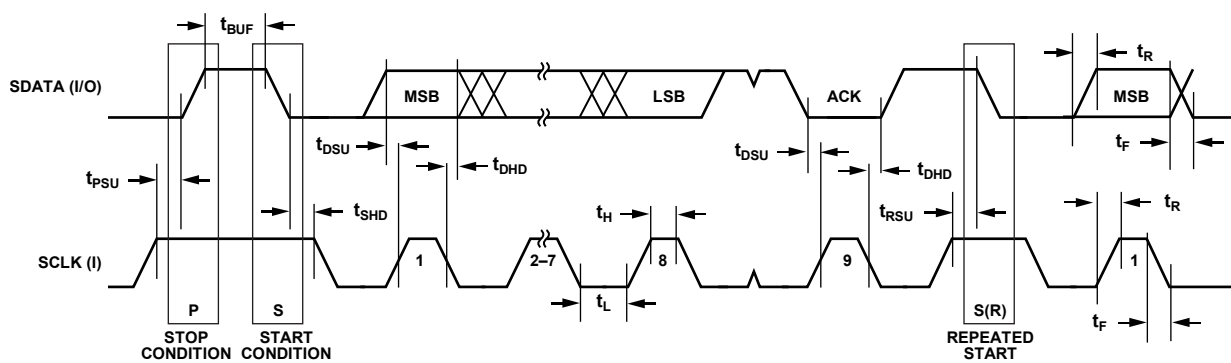 tBUF
SDATA (I/O)
MSB
LSB
ACK
tR
MSB
tDSU
tDHD
tDSU
tDHD
tF
tPSU
tSHD
tH
tRSU
tR
SCLK (I)
1
2–7
8
9
1
tL
tF
P
S
S(R)
STOP
CONDITION
START
CONDITION
REPEATED
START